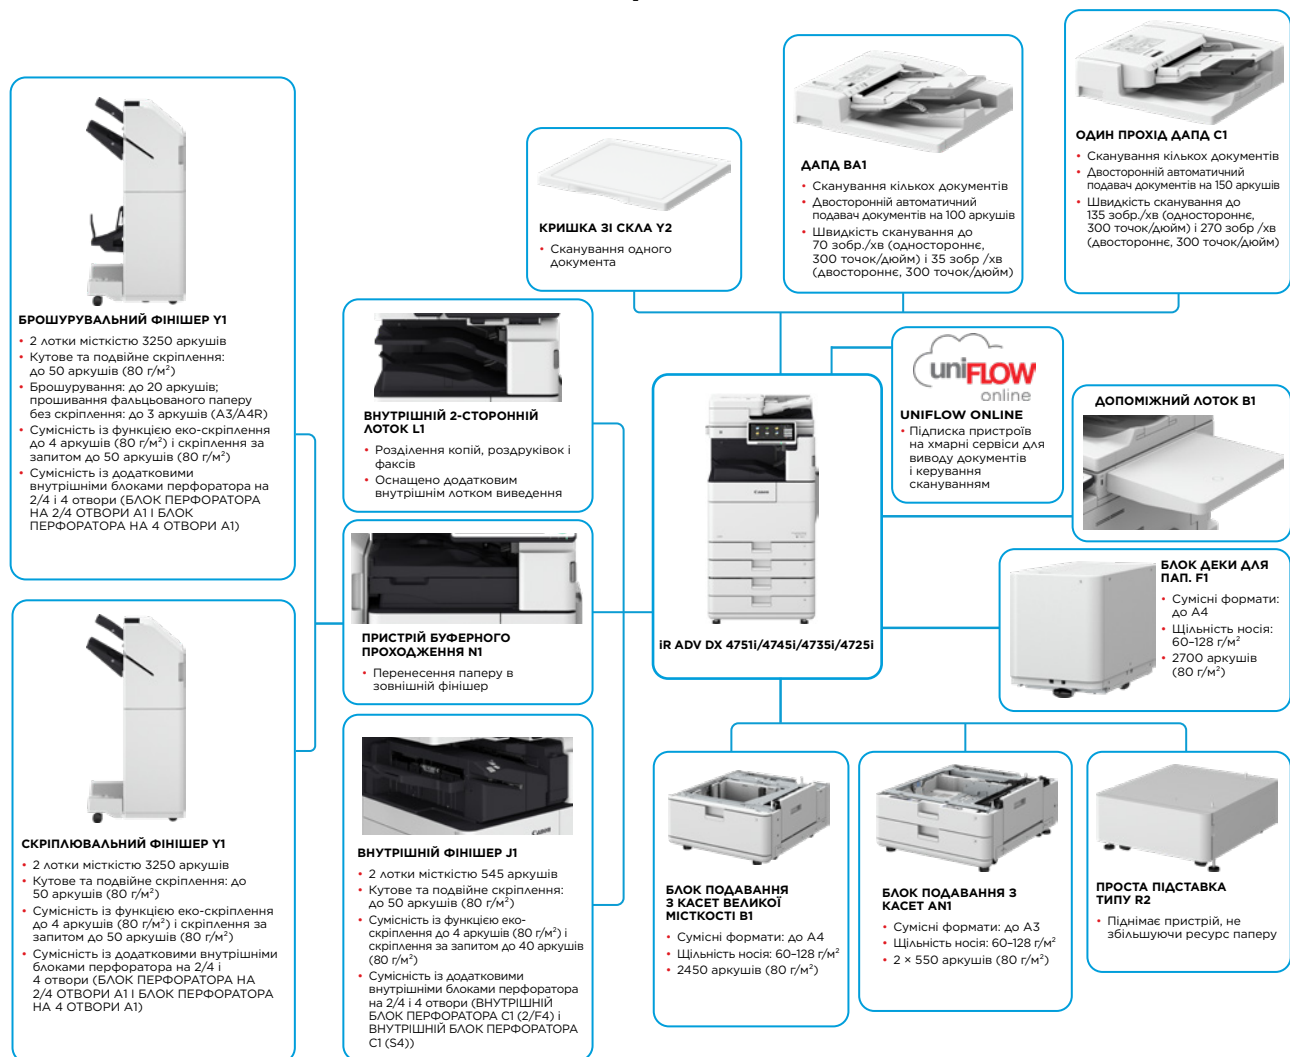 ОДИН ПРОХІД ДАПД C1
• Сканування кількох документів
• Двосторонній автоматичний
подавач документів на 150 аркушів
• Швидкість сканування до
135 зобр./хв (одностороннє,
300 точок/дюйм) і 270 зобр /хв
(двостороннє, 300 точок/дюйм)
ДАПД BA1
• Сканування кількох документів
• Двосторонній автоматичний
подавач документів на 100 аркушів
• Швидкість сканування до
70 зобр./хв (одностороннє,
300 точок/дюйм) і 35 зобр /хв
(двостороннє, 300 точок/дюйм)
КРИШКА ЗІ СКЛА Y2
• Сканування одного
документа
БРОШУРУВАЛЬНИЙ ФІНІШЕР Y1
• 2 лотки місткістю 3250 аркушів
• Кутове та подвійне скріплення:
до 50 аркушів (80 г/м²)
• Брошурування: до 20 аркушів;
прошивання фальцьованого паперу
без скріплення: до 3 аркушів (A3/A4R)
• Сумісність із функцією еко-скріплення
до 4 аркушів (80 г/м²) і скріплення за
запитом до 50 аркушів (80 г/м²)
• Сумісність із додатковими
внутрішніми блоками перфоратора на
2/4 і 4 отвори (БЛОК ПЕРФОРАТОРА
НА 2/4 ОТВОРИ A1 І БЛОК
ПЕРФОРАТОРА НА 4 ОТВОРИ A1)
ВНУТРІШНІЙ 2-СТОРОННІЙ
ЛОТОК L1
• Розділення копій, роздруківок і
факсів
• Оснащено додатковим
внутрішнім лотком виведення
uniFLOW
online
UNIFLOW ONLINE
• Підписка пристроїв
на хмарні сервіси для
виводу документів
і керування
скануванням
ДОПОМІЖНИЙ ЛОТОК B1
Canon
iR ADV DX 4751i/4745i/4735i/4725i
ПРИСТРІЙ БУФЕРНОГО
ПРОХОДЖЕННЯ N1
• Перенесення паперу в
зовнішній фінішер
БЛОК ДЕКИ ДЛЯ
ПАП. F1
• Сумісні формати:
до A4
• Щільність носія:
60–128 г/м²
• 2700 аркушів
(80 г/м²)
СКРІПЛЮВАЛЬНИЙ ФІНІШЕР Y1
• 2 лотки місткістю 3250 аркушів
• Кутове та подвійне скріплення: до
50 аркушів (80 г/м²)
• Сумісність із функцією еко-скріплення
до 4 аркушів (80 г/м²) і скріплення за
запитом до 50 аркушів (80 г/м²)
• Сумісність із додатковими внутрішніми
блоками перфоратора на 2/4 і
4 отвори (БЛОК ПЕРФОРАТОРА НА
2/4 ОТВОРИ A1 І БЛОК ПЕРФОРАТОРА
НА 4 ОТВОРИ A1)
Canon
ВНУТРІШНІЙ ФІНІШЕР J1
• 2 лотки місткістю 545 аркушів
• Кутове та подвійне скріплення:
до 50 аркушів (80 г/м²)
• Сумісність із функцією еко-
скріплення до 4 аркушів (80 г/м²) і
скріплення за запитом до 40 аркушів
(80 г/м²)
• Сумісність із додатковими
внутрішніми блоками перфоратора
на 2/4 і 4 отвори (ВНУТРІШНІЙ
БЛОК ПЕРФОРАТОРА C1 (2/F4) і
ВНУТРІШНІЙ БЛОК ПЕРФОРАТОРА
C1 (S4))
БЛОК ПОДАВАННЯ
З КАСЕТ ВЕЛИКОЇ
МІСТКОСТІ B1
• Сумісні формати: до A4
• Щільність носія: 60–128 г/м²
• 2450 аркушів (80 г/м²)
БЛОК ПОДАВАННЯ З
КАСЕТ AN1
• Сумісні формати: до A3
• Щільність носія: 60–128 г/м²
• 2 × 550 аркушів (80 г/м²)
ПРОСТА ПІДСТАВКА
ТИПУ R2
• Піднімає пристрій, не
збільшуючи ресурс паперу